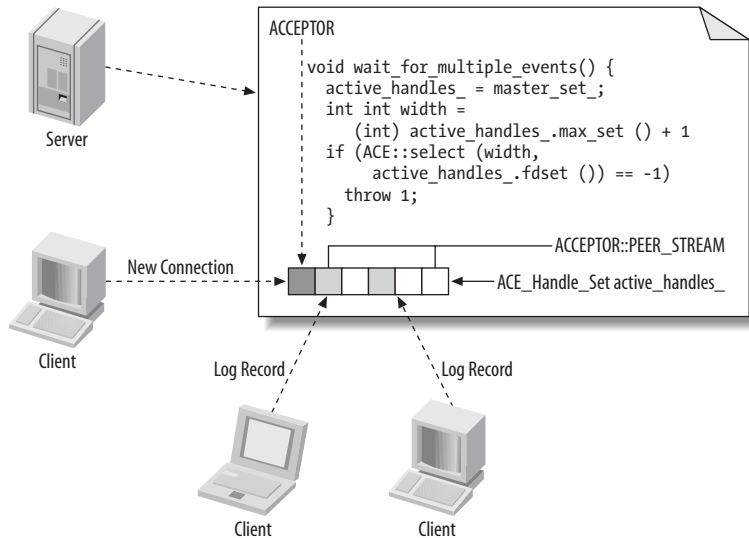 ACCEPTOR
void wait_for_multiple_events() {
active_handles_ = master_set_;
int int width =
(int) active_handles_.max_set () + 1
if (ACE::select (width,
active_handles_.fdset ()) == -1)
throw 1;
}
Server
ACCEPTOR::PEER_STREAM
New Connection
ACE_Handle_Set active_handles_
Client
Log Record
Log Record
Client
Client